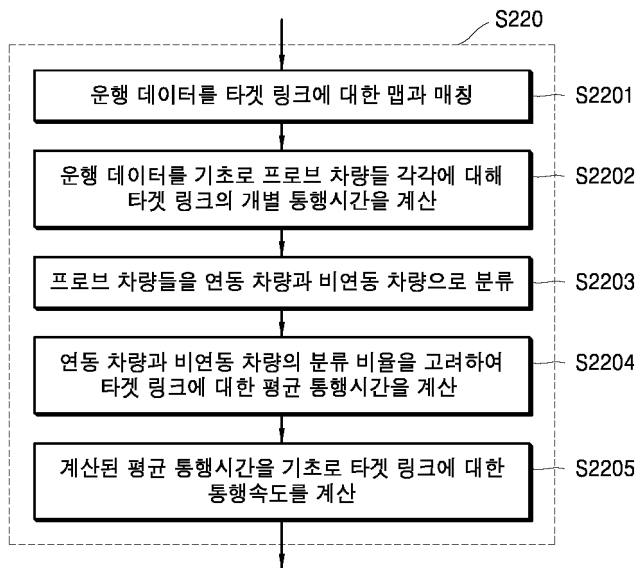 S220
운행 데이터를 타겟 링크에 대한 맵과 매칭
S2201
운행 데이터를 기초로 프로브 차량들 각각에 대해
타겟 링크의 개별 통행시간을 계산
S2202
프로브 차량들을 연동 차량과 비연동 차량으로 분류
S2203
연동 차량과 비연동 차량의 분류 비율을 고려하여
타겟 링크에 대한 평균 통행시간을 계산
S2204
계산된 평균 통행시간을 기초로 타겟 링크에 대한
통행속도를 계산
S2205